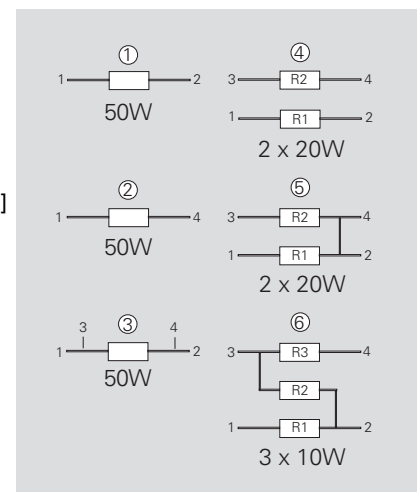 ① ④
1 2 3 R2 4
50W 1 R1 2
2 x 20W
]
② ⑤
1 4 3 R2 4
50W 1 R1 2
2 x 20W
3 ③ 4 ⑥
1 2 3 R3 4
50W R2
1 R1 2
3 x 10W